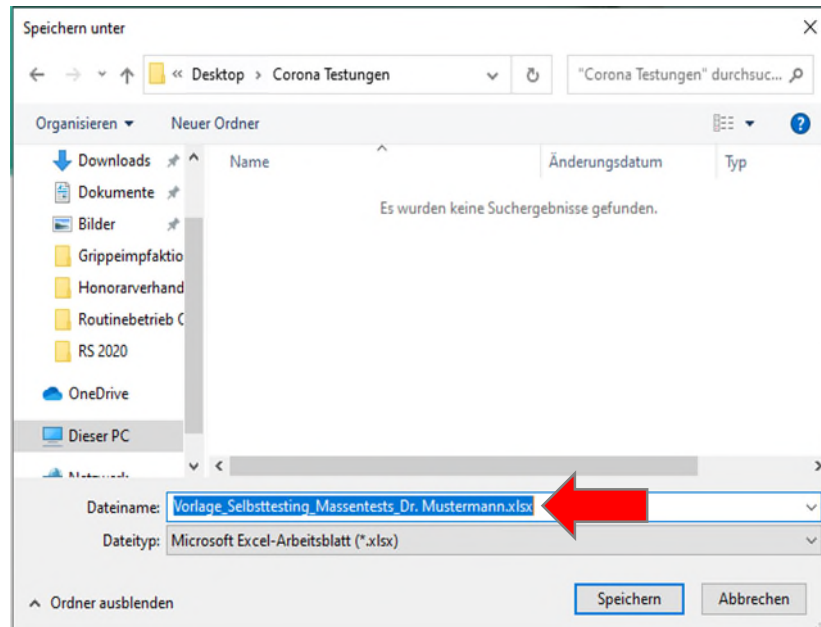 Speichern unter
« Desktop > Corona Testungen
"Corona Testungen" durchsuc...
Organisieren
Neuer Ordner
Downloads
Dokumente
Bilder
Grippeimpfaktio
Honorarverhand
Routinebetrieb C
RS 2020
OneDrive
Dieser PC
Netzwerk
Name
Änderungsdatum
Typ
Es wurden keine Suchergebnisse gefunden.
Dateiname: Vorlage_Selbsttesting_Massentests_Dr. Mustermann.xlsx
Dateityp: Microsoft Excel-Arbeitsblatt (*.xlsx)
Ordner ausblenden
Speichern
Abbrechen